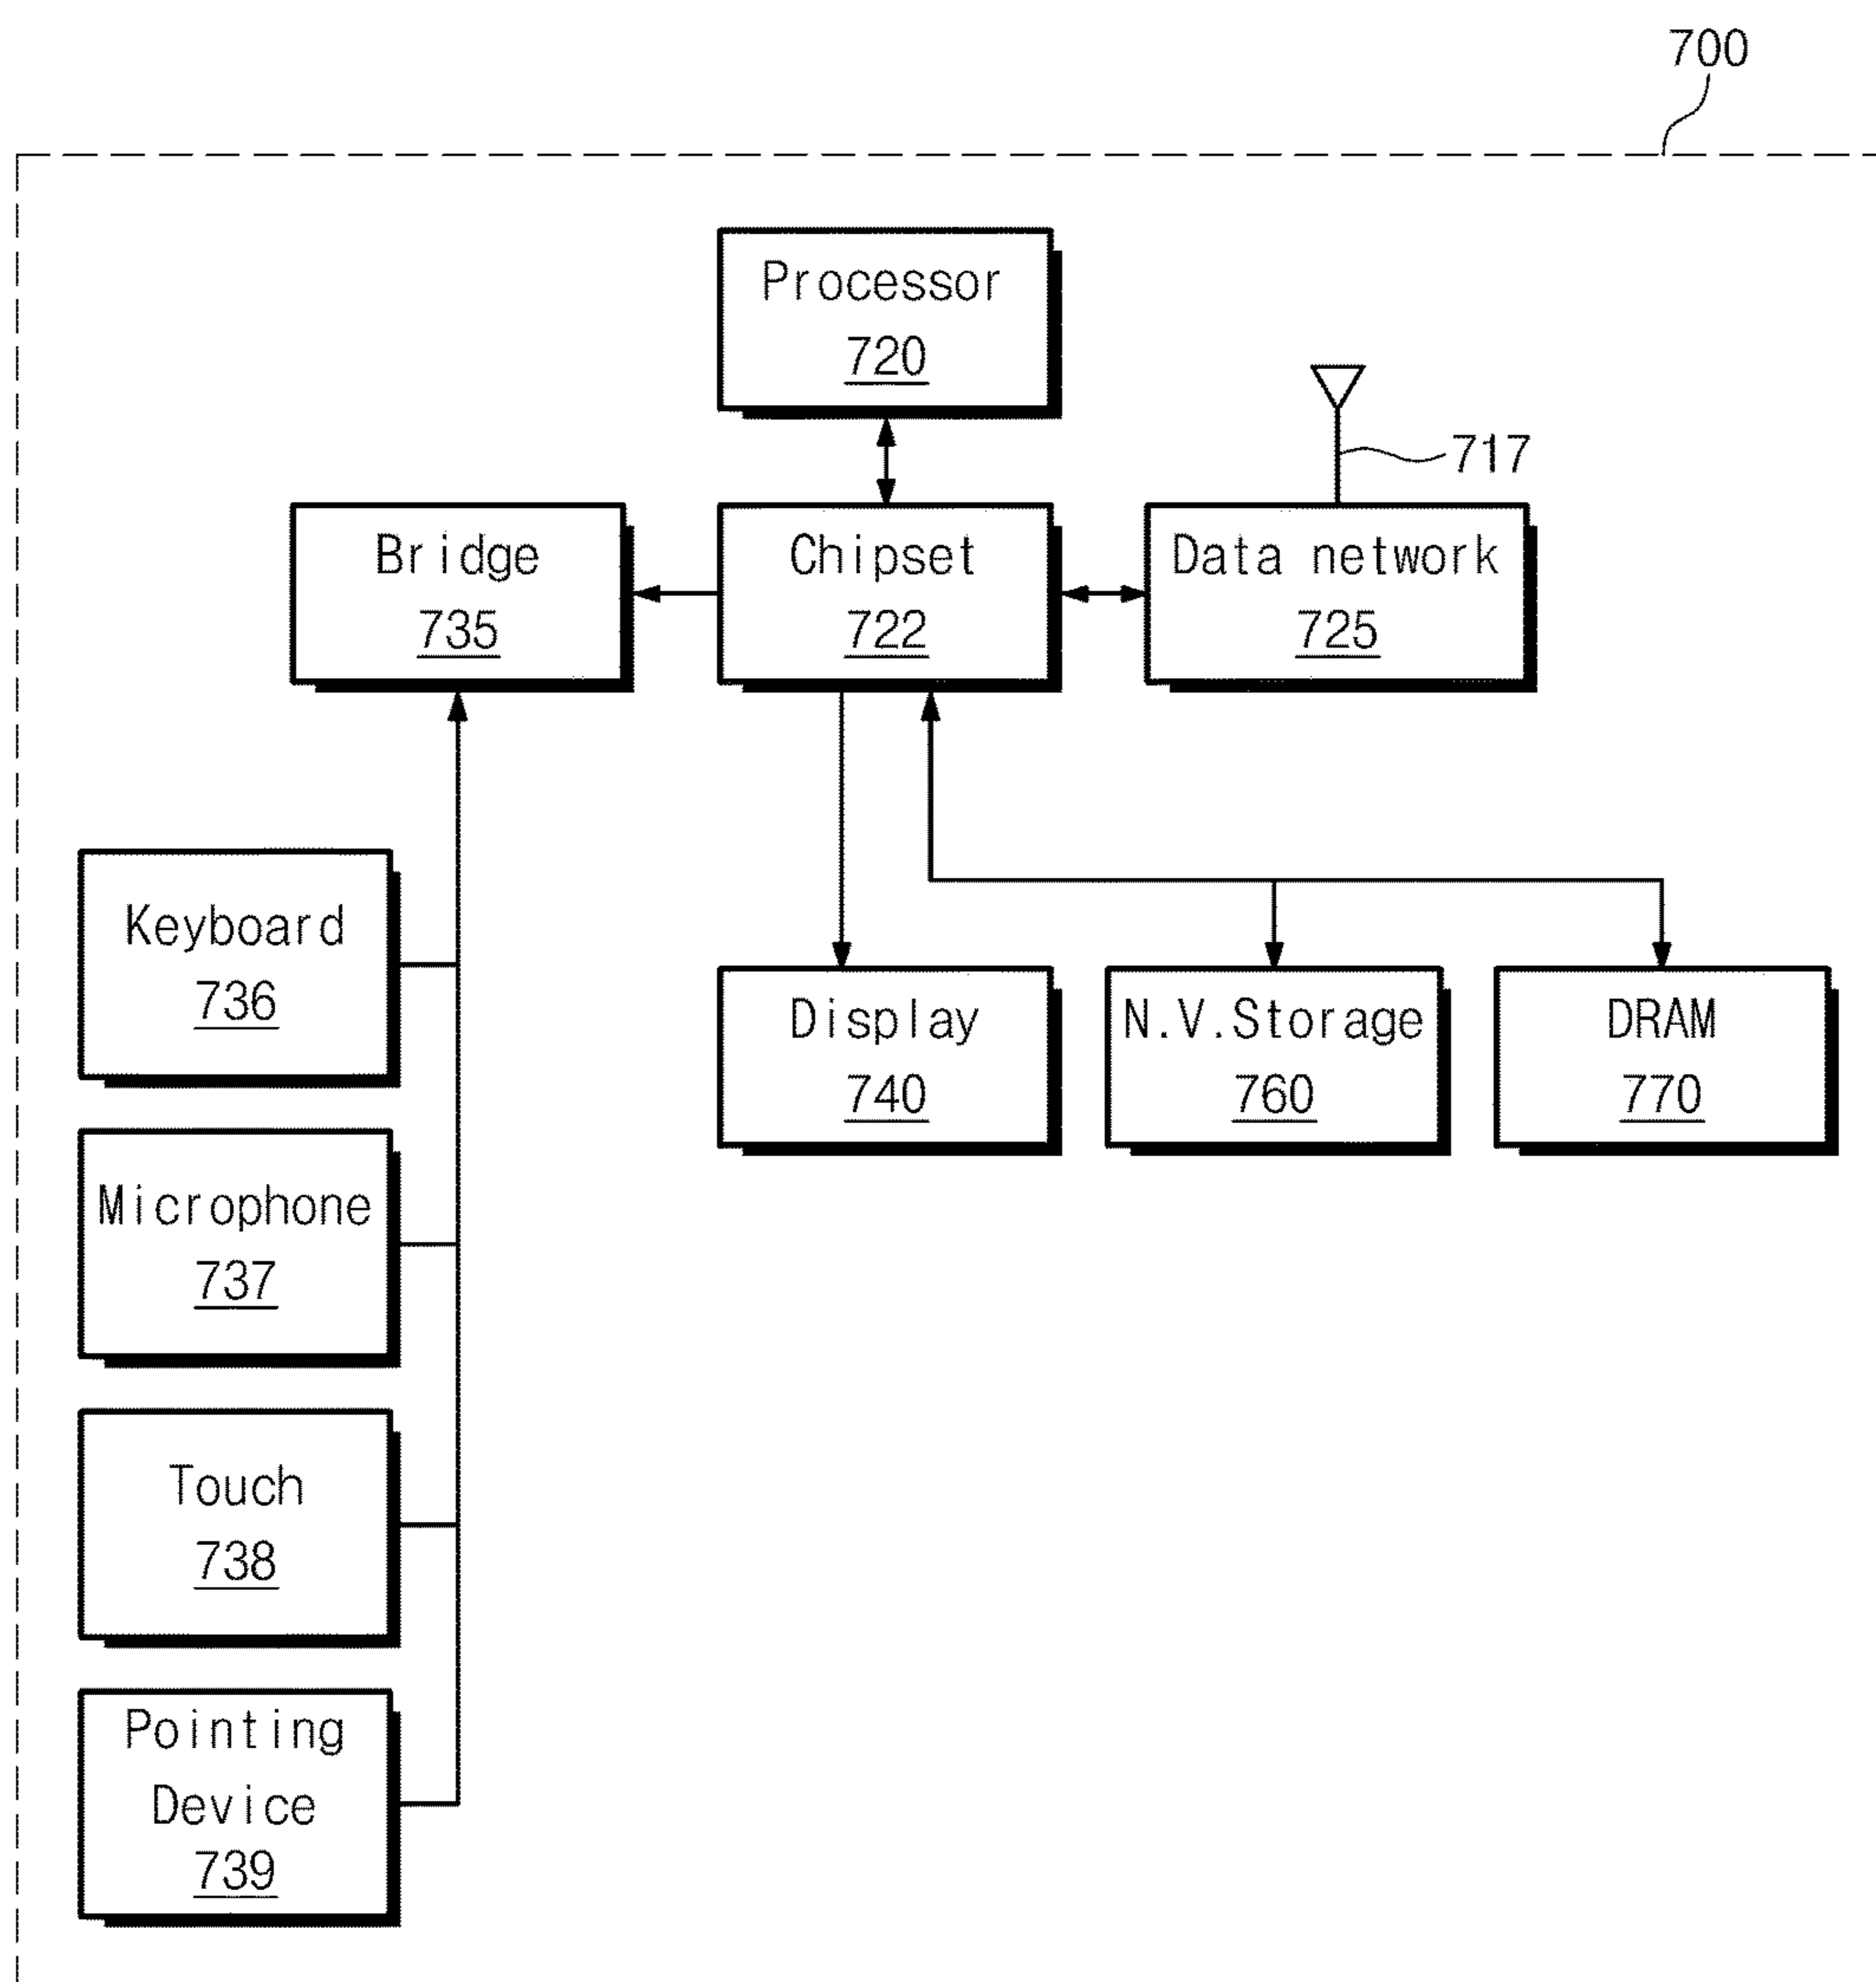 700
Processor
720
717
Bridge
735
Chipset
722
Data network
725
Keyboard
736
Display
740
N.V.Storage
760
DRAM
770
Microphone
737
Touch
738
Pointing
Device
739